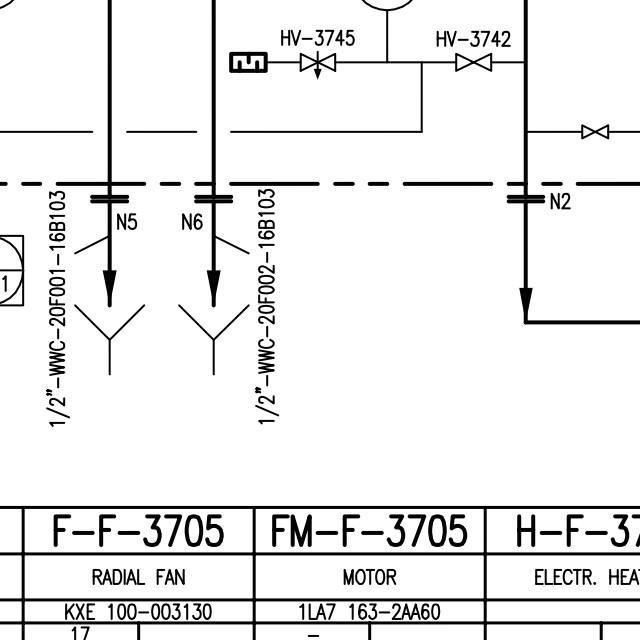 HV-3745
HV-3742
N5
N6
N2
1/2"-WWC-20F001-16B103
1/2"-WWC-20F002-16B103
1
F-F-3705
FM-F-3705
H-F-37
RADIAL FAN
MOTOR
ELECTR. HEAT
KXE 100-003130
1LA7 163-2AA60
17
-